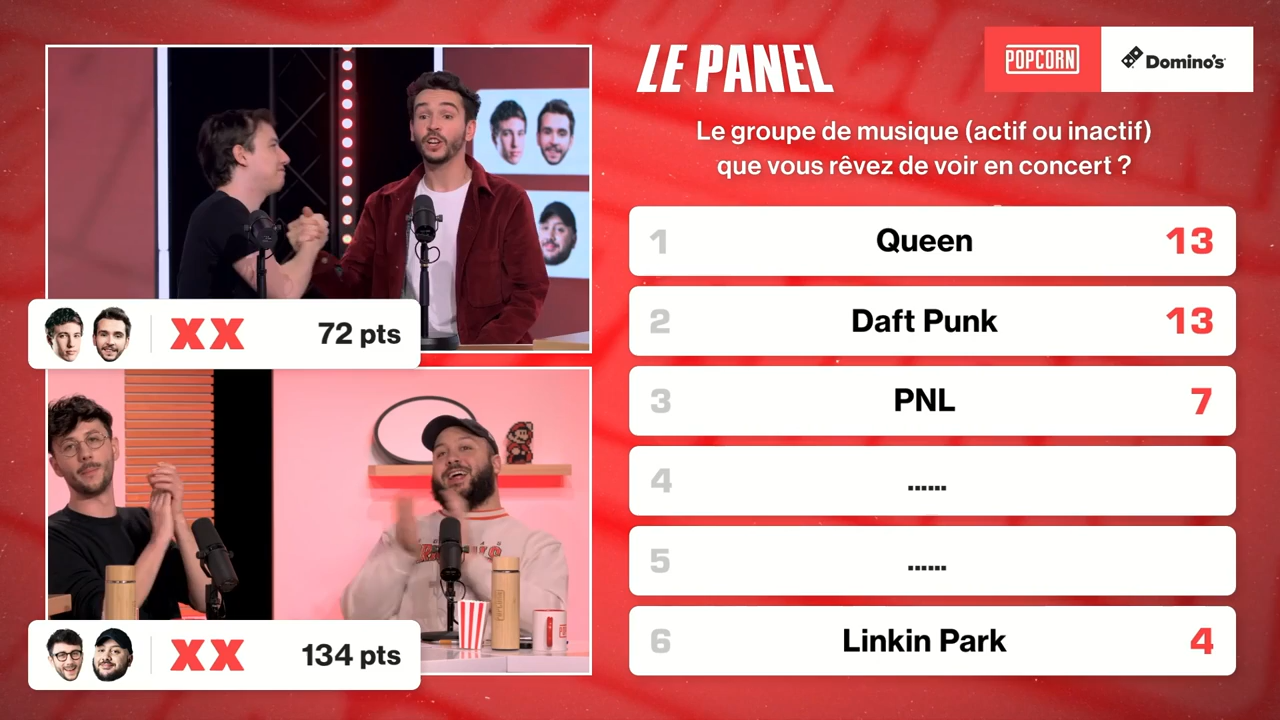 LE PANEL
POPCORN
Domino's
Le groupe de musique (actif ou inactif)
que vous rêvez de voir en concert ?
1 Queen 13
2 Daft Punk 13
3 PNL 7
4 ......
5 ......
6 Linkin Park 4
XX 72 pts
XX 134 pts